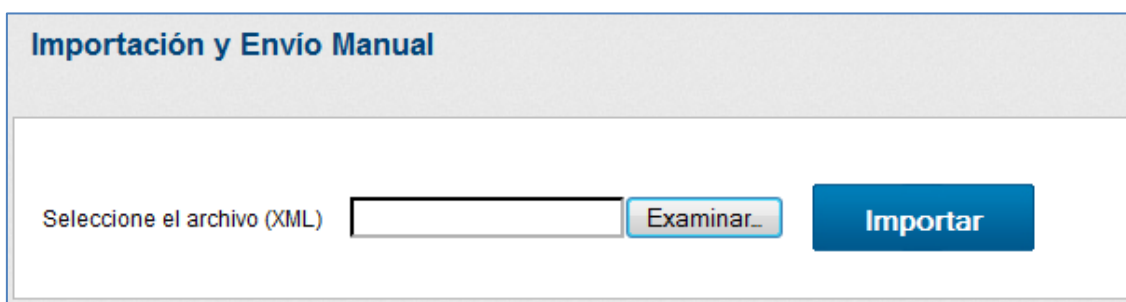 Importación y Envío Manual
Seleccione el archivo (XML) Examinar... Importar